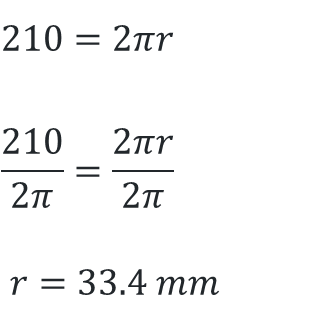 210 = 2πr
210/2π = 2πr/2π
r = 33.4 mm